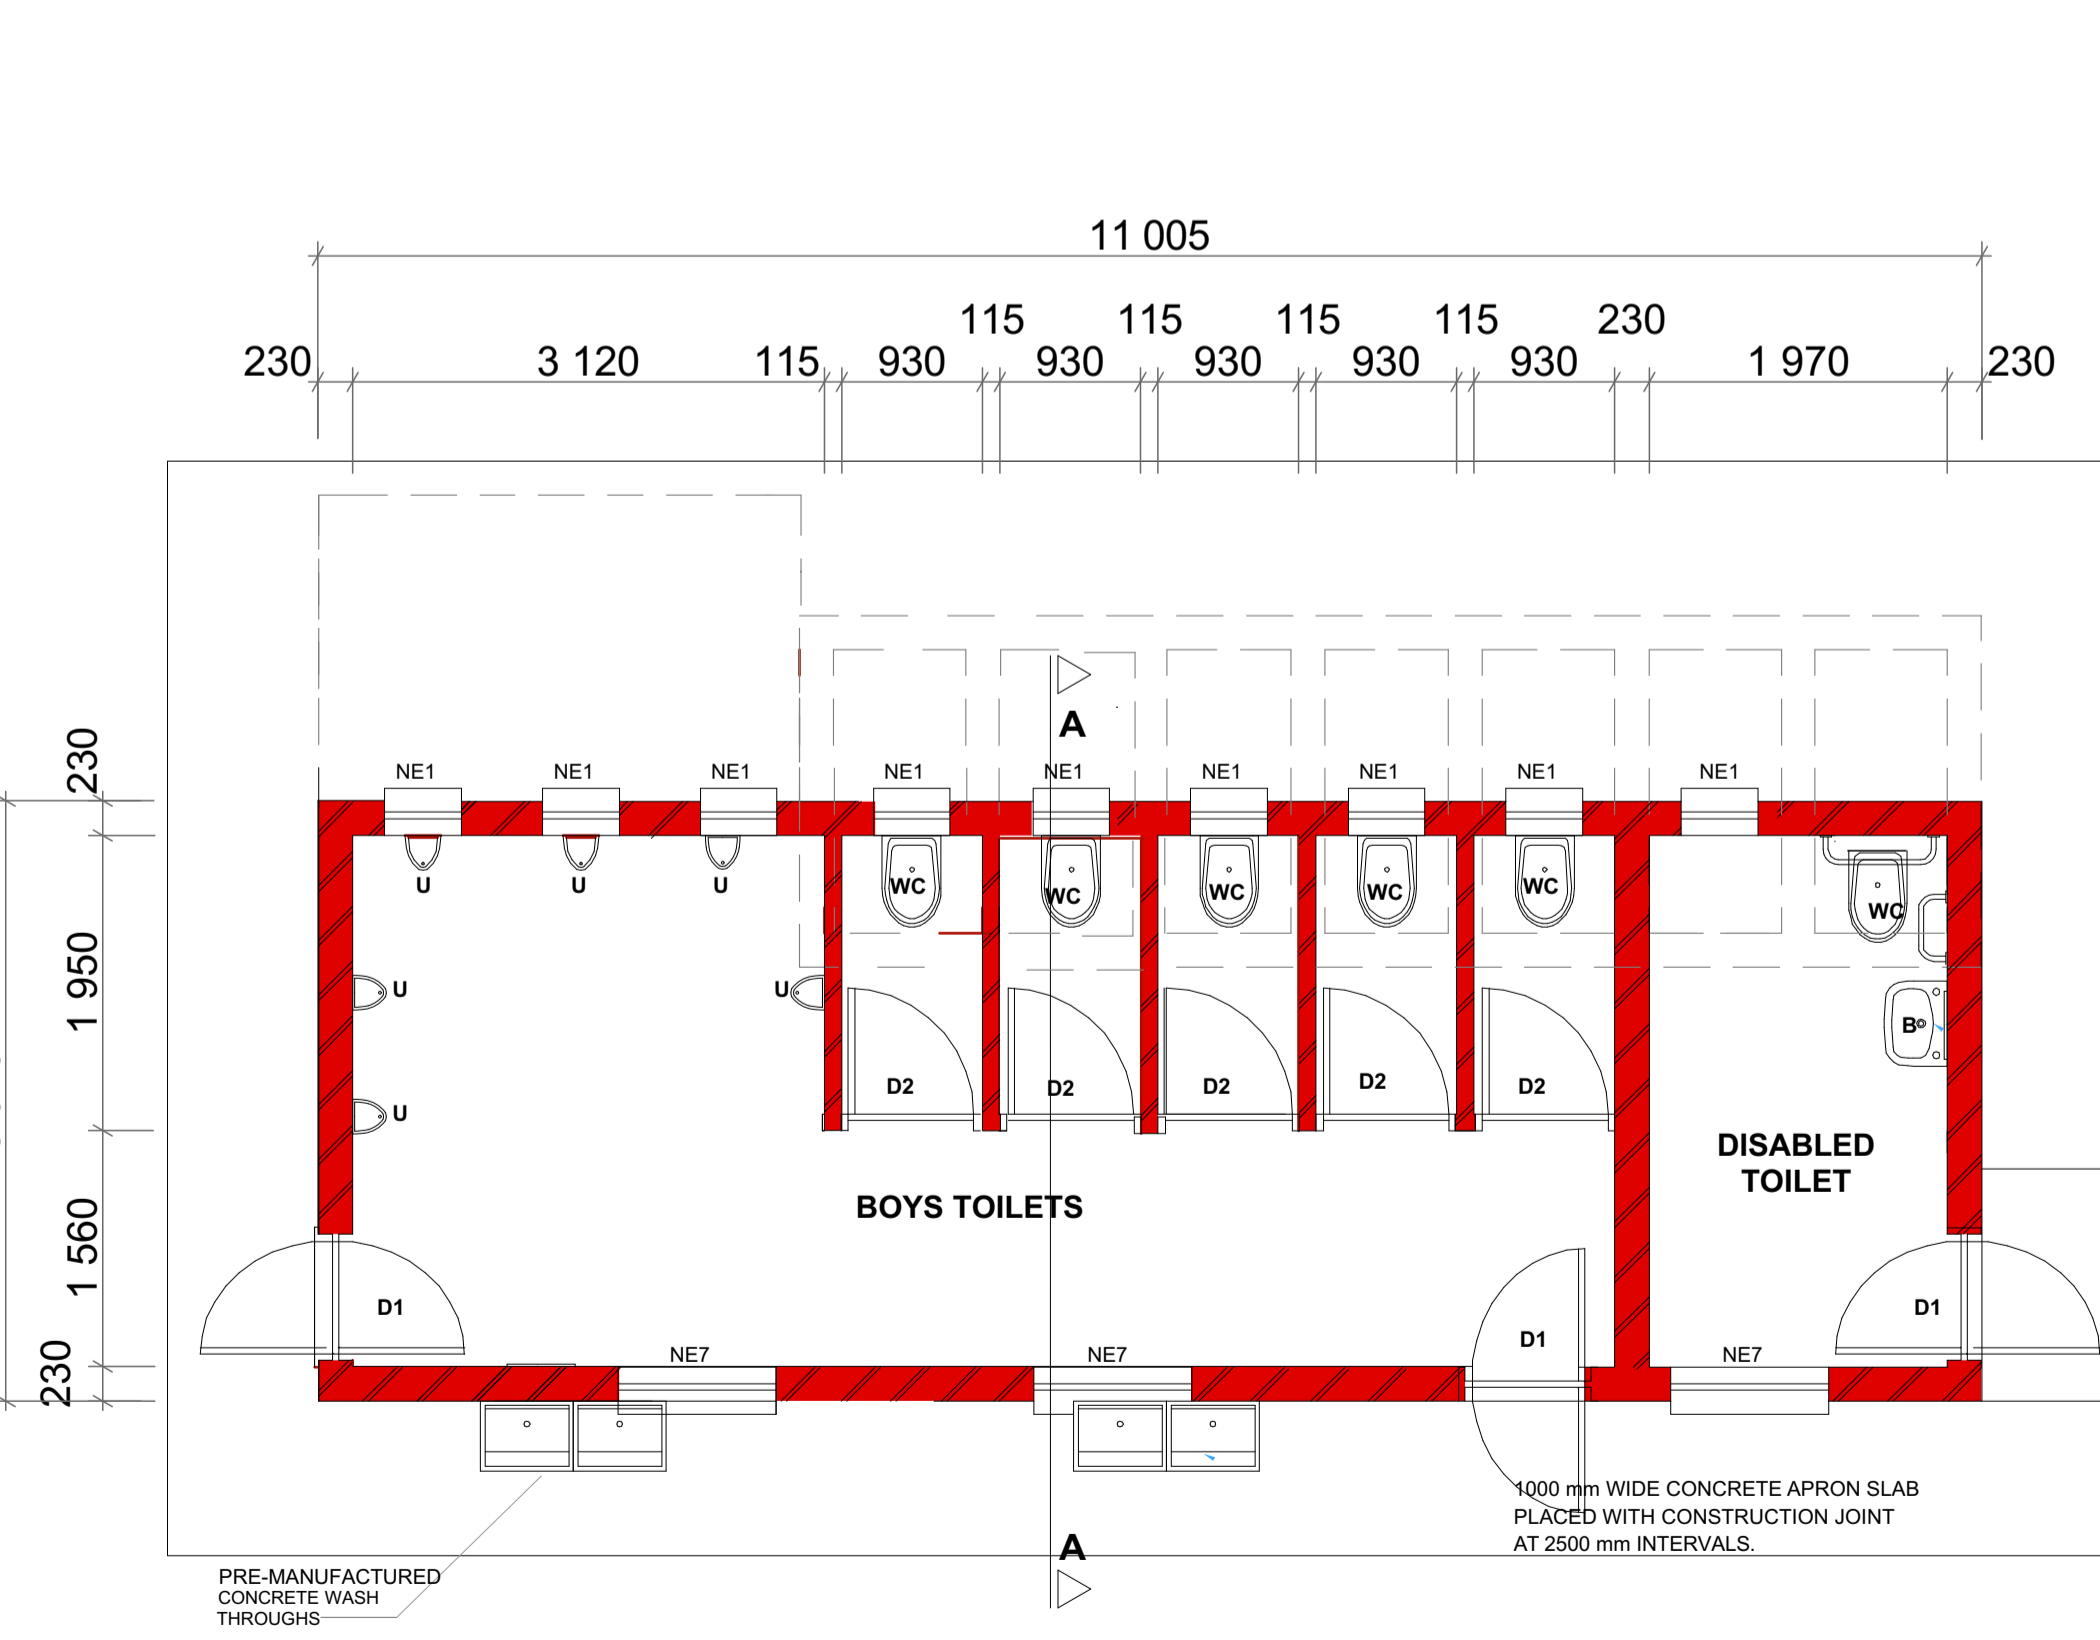 11 005
115 115 115 115 230
230 3 120 115 930 930 930 930 930 1 970 230
A
230
NE1 NE1 NE1 NE1 NE1 NE1 NE1 NE1 NE1
U U U WC WC WC WC WC WC
1 950
U U
B
U
D2 D2 D2 D2 D2
DISABLED
TOILET
BOYS TOILETS
1 560
D1 D1 D1
230
NE7 NE7 NE7
1000 mm WIDE CONCRETE APRON SLAB
PLACED WITH CONSTRUCTION JOINT
AT 2500 mm INTERVALS.
A
PRE-MANUFACTURED
CONCRETE WASH
THROUGHS